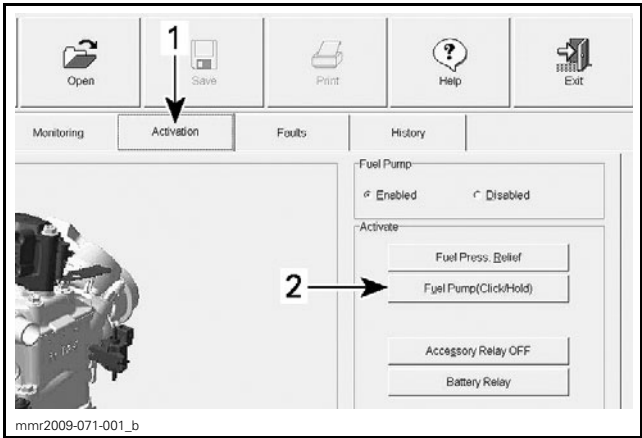 1
Open
Save
Print
Help
Exit
Monitoring
Activation
Faults
History
Fuel Pump
Enabled
Disabled
Activate
Fuel Press. Relief
2
Fuel Pump(Click/Hold)
Accessory Relay OFF
Battery Relay
mmr2009-071-001_b